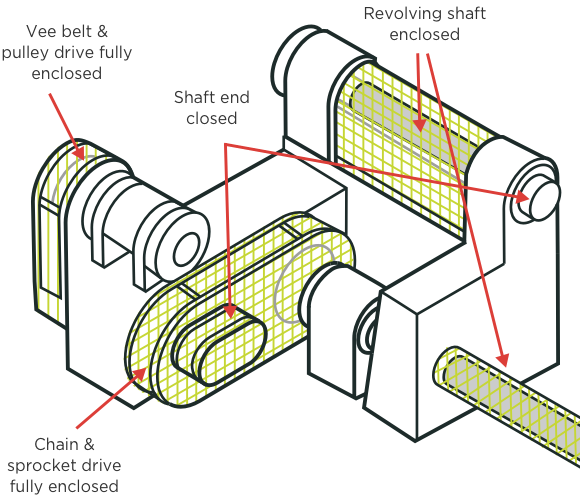 Revolving shaft
enclosed
Vee belt &
pulley drive fully
enclosed
Shaft end
closed
Chain &
sprocket drive
fully enclosed